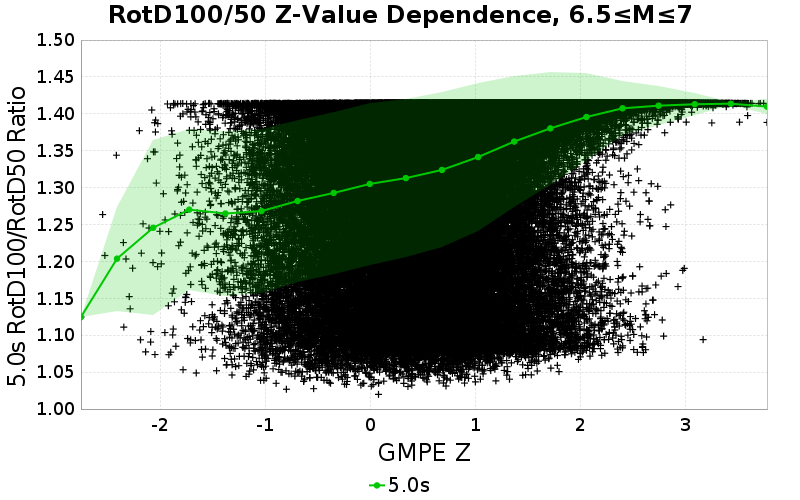 RotD100/50 Z-Value Dependence, 6.5≤M≤7
5.0s RotD100/RotD50 Ratio
1.50
1.45
1.40
1.35
1.30
1.25
1.20
1.15
1.10
1.05
1.00
-2 -1 0 1 2 3
GMPE Z
5.0s